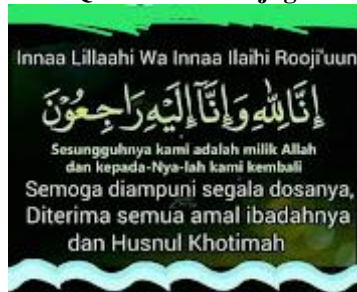 Innaa Lillaahi Wa Innaa Ilaihi Rooji'uun
إِنَّا لِلّٰهِ وَإِنَّآ إِلَيْهِ رَاجِعُوْنَ
Sesungguhnya kami adalah milik Allah
dan kepada-Nya-lah kami kembali
Semoga diampuni segala dosanya,
Diterima semua amal ibadahnya
dan Husnul Khotimah